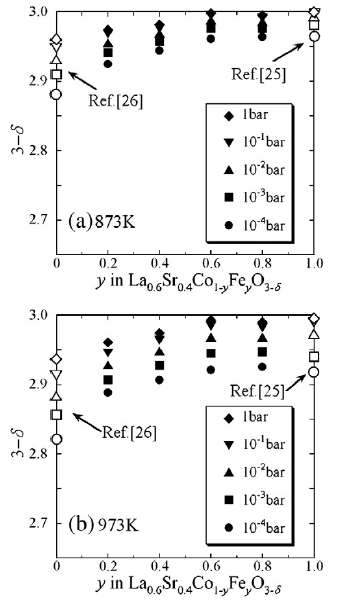 3.0
2.9
2.8
2.7
3−δ
Ref.[26]
Ref.[25]
1bar
10⁻¹bar
10⁻²bar
10⁻³bar
10⁻⁴bar
(a) 873K
0 0.2 0.4 0.6 0.8 1.0
y in La₀.₆Sr₀.₄Co₁₋yFeyO₃₋δ
3.0
2.9
2.8
2.7
3−δ
Ref.[25]
Ref.[26]
1bar
10⁻¹bar
10⁻²bar
10⁻³bar
10⁻⁴bar
(b) 973K
0 0.2 0.4 0.6 0.8 1.0
y in La₀.₆Sr₀.₄Co₁₋yFeyO₃₋δ